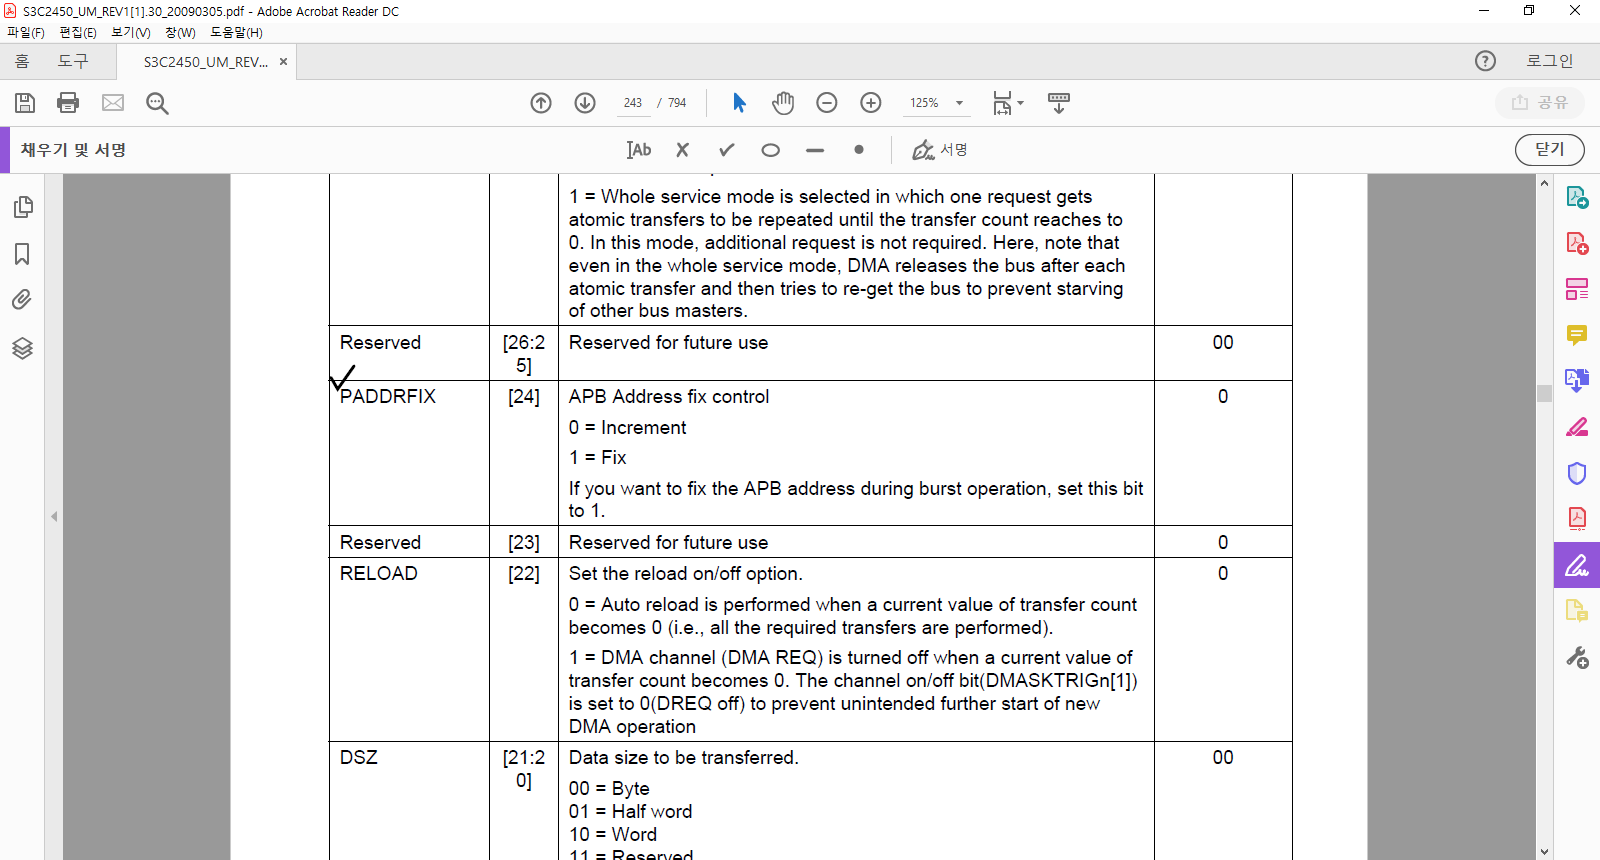 S3C2450_UM_REV1[1].30_20090305.pdf - Adobe Acrobat Reader DC
파일(F) 편집(E) 보기(V) 창(W) 도움말(H)
홈 도구 S3C2450_UM_REV... × ? 로그인
243 / 794 125% 공유
채우기 및 서명 Ab 서명 닫기
1 = Whole service mode is selected in which one request gets
atomic transfers to be repeated until the transfer count reaches to
0. In this mode, additional request is not required. Here, note that
even in the whole service mode, DMA releases the bus after each
atomic transfer and then tries to re-get the bus to prevent starving
of other bus masters.
Reserved [26:2 Reserved for future use 00
5]
PADDRFIX [24] APB Address fix control 0
0 = Increment
1 = Fix
If you want to fix the APB address during burst operation, set this bit
to 1.
Reserved [23] Reserved for future use 0
RELOAD [22] Set the reload on/off option. 0
0 = Auto reload is performed when a current value of transfer count
becomes 0 (i.e., all the required transfers are performed).
1 = DMA channel (DMA REQ) is turned off when a current value of
transfer count becomes 0. The channel on/off bit(DMASKTRIGn[1])
is set to 0(DREQ off) to prevent unintended further start of new
DMA operation
DSZ [21:2 Data size to be transferred. 00
0]
00 = Byte
01 = Half word
10 = Word
11 = Reserved